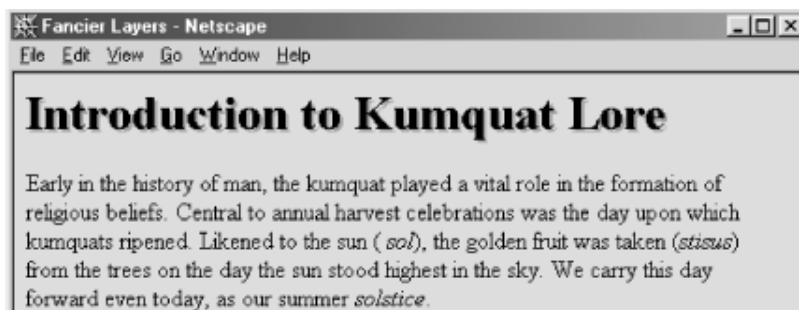 Fancier Layers - Netscape
File Edit View Go Window Help
Introduction to Kumquat Lore
Early in the history of man, the kumquat played a vital role in the formation of
religious beliefs. Central to annual harvest celebrations was the day upon which
kumquats ripened. Likened to the sun ( sol), the golden fruit was taken (stisus)
from the trees on the day the sun stood highest in the sky. We carry this day
forward even today, as our summer solstice.